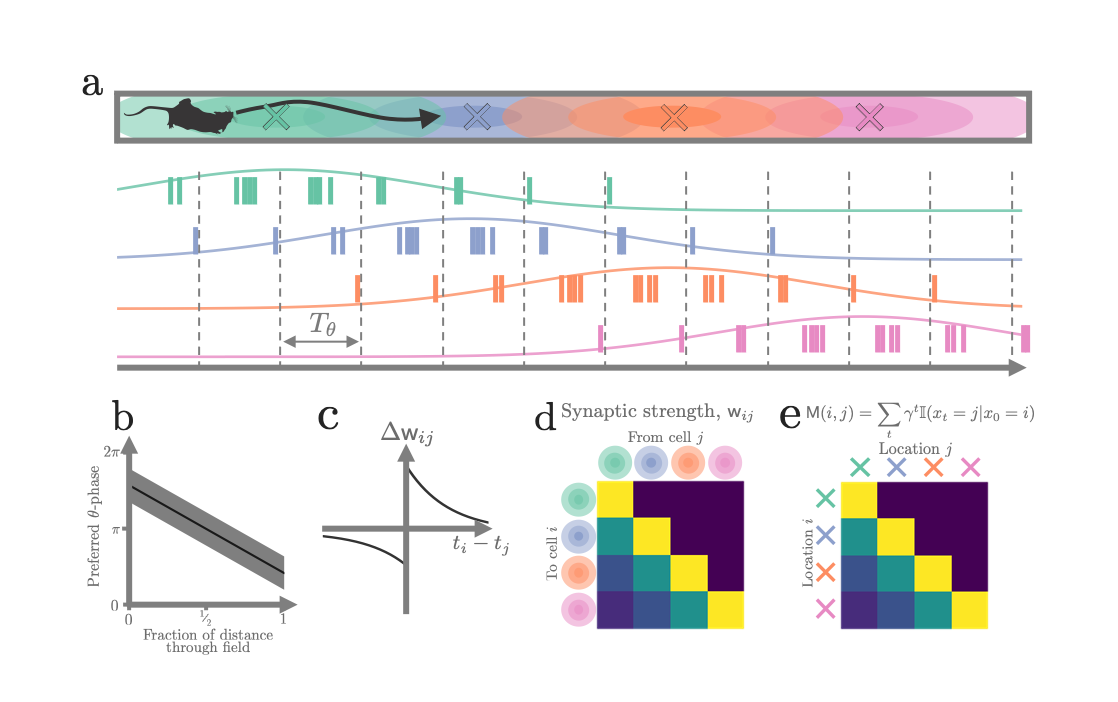 a
T_θ
b
2π
π
0
0
½
1
Preferred θ-phase
Fraction of distance
through field
c
Δw_ij
t_i − t_j
d
Synaptic strength, w_ij
From cell j
To cell i
e
M(i, j) = ∑_t γ^t 𝕀(x_t = j|x_0 = i)
Location j
Location i